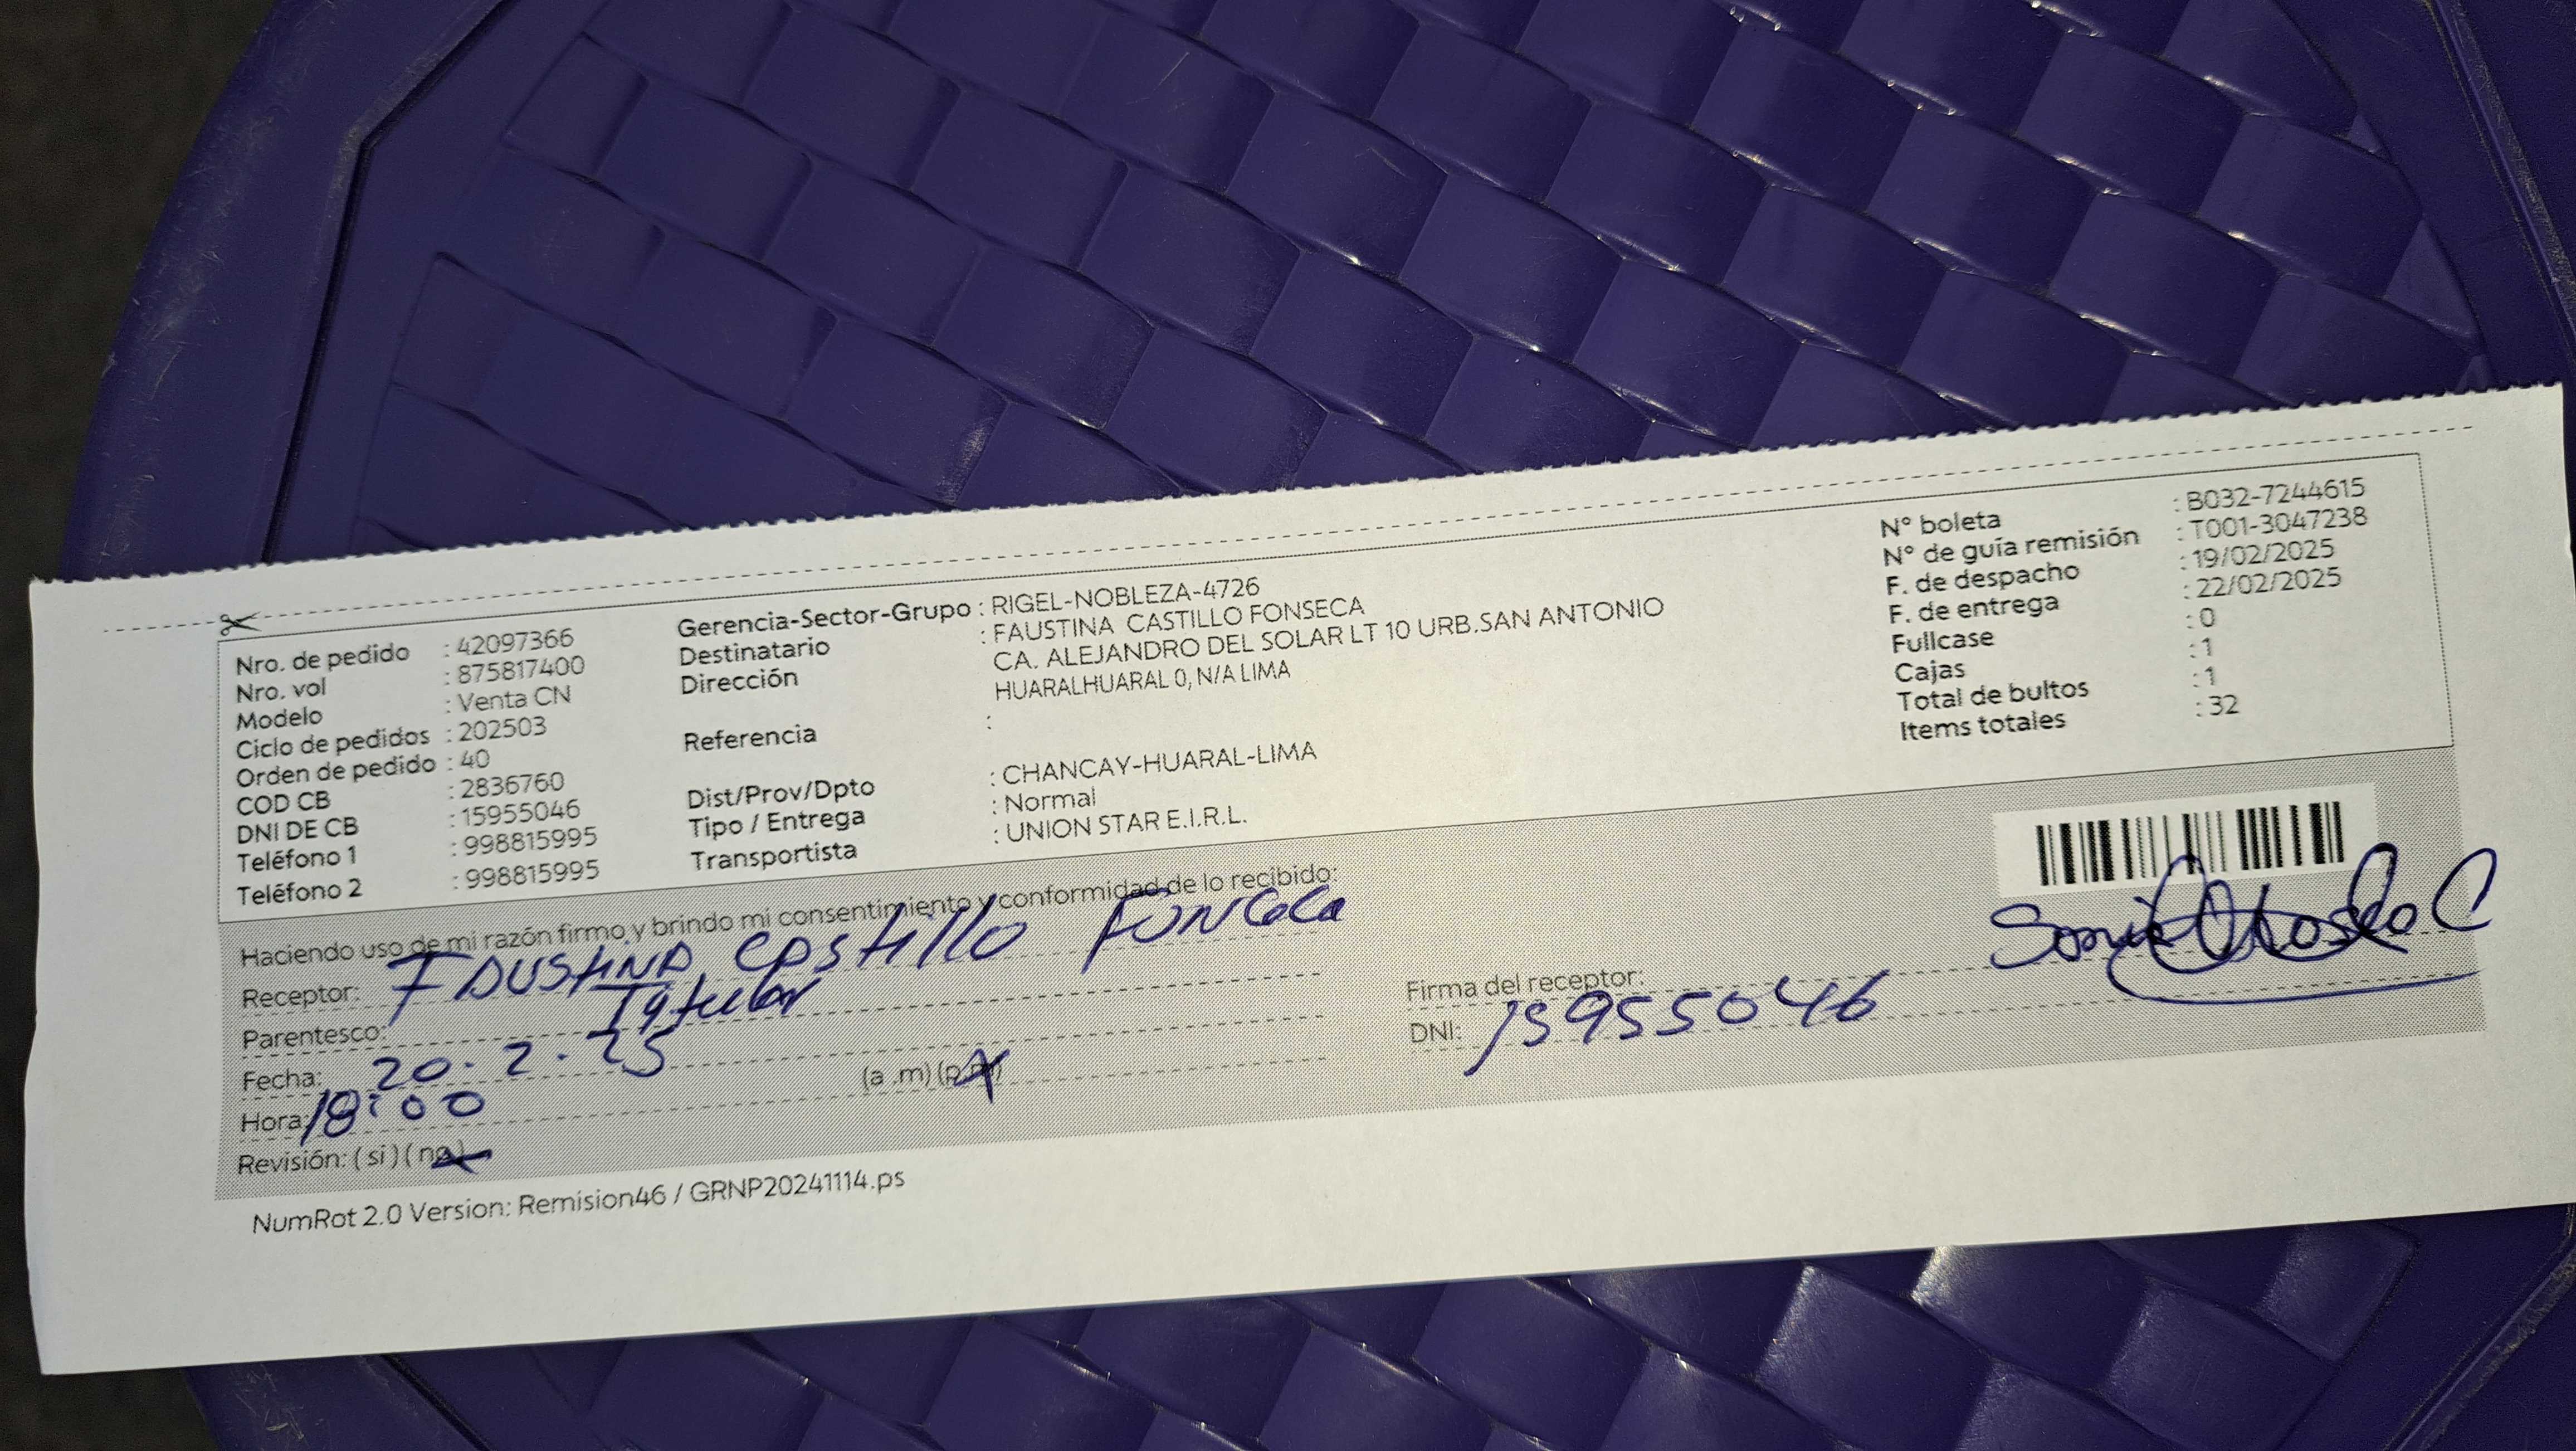 Nro. de pedido : 42097366
Nro. vol : 875817400
Modelo : Venta CN
Ciclo de pedidos : 202503
Orden de pedido : 40
COD CB : 2836760
DNI DE CB : 15955046
Teléfono 1 : 998815995
Teléfono 2 : 998815995
Gerencia-Sector-Grupo : RIGEL-NOBLEZA-4726
Destinatario : FAUSTINA CASTILLO FONSECA
Dirección CA. ALEJANDRO DEL SOLAR LT 10 URB.SAN ANTONIO
HUARALHUARAL 0, N/A LIMA
Referencia :
Dist/Prov/Dpto : CHANCAY-HUARAL-LIMA
Tipo / Entrega : Normal
Transportista : UNION STAR E.I.R.L.
N° boleta : B032-7244615
N° de guía remisión : T001-3047238
F. de despacho : 19/02/2025
F. de entrega : 22/02/2025
Fullcase : 0
Cajas : 1
Total de bultos : 1
Items totales : 32
Haciendo uso de mi razón firmo y brindo mi consentimiento y conformidad de lo recibido:
Receptor: FAUSTINA CASTILLO
Parentesco: Titular
Fecha: 20.2.25
Hora: 18:00 (a .m) (p.m)
Revisión: ( si ) ( no )
Firma del receptor:
DNI: 15955046
NumRot 2.0 Version: Remision46 / GRNP20241114.ps